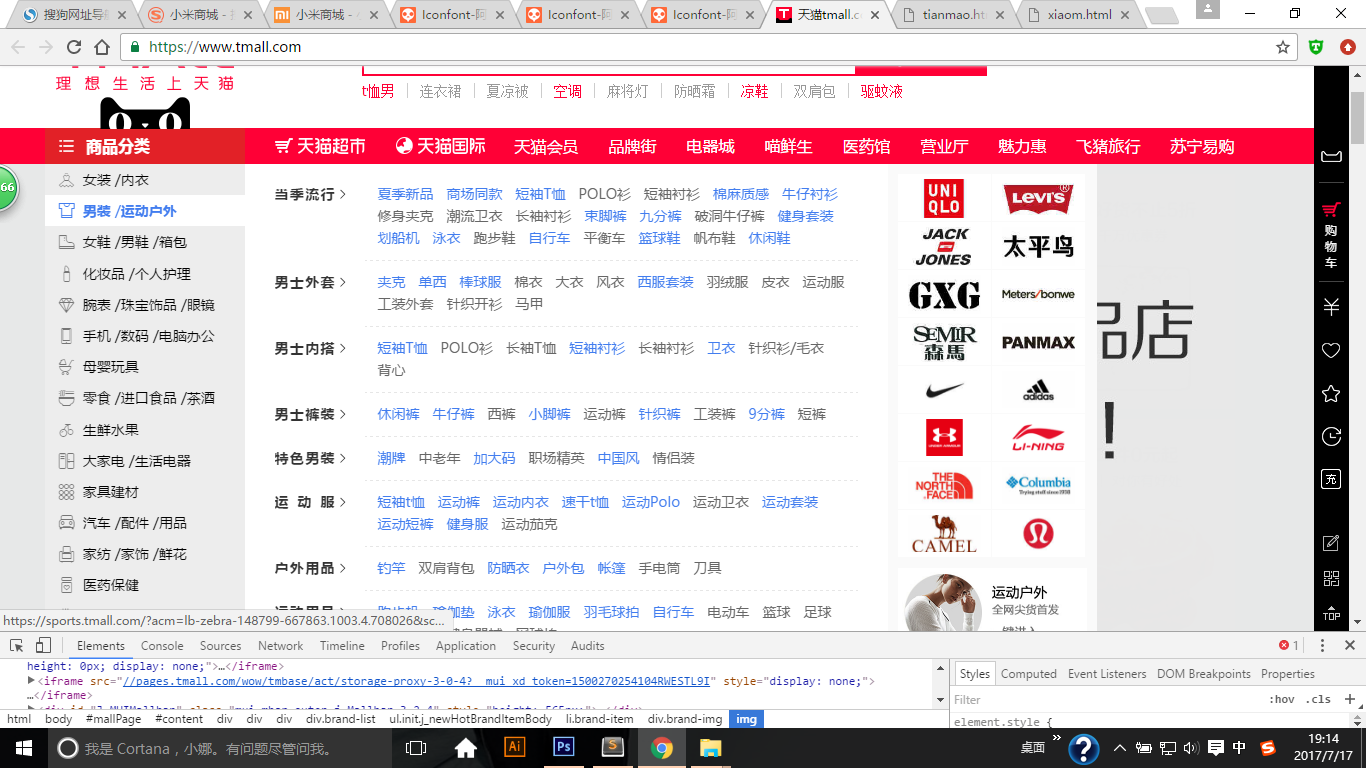 搜狗网址导
小米商城 -
小米商城 -
Iconfont-阿
Iconfont-阿
Iconfont-阿
天猫tmall.c
tianmao.ht
xiaom.html
https://www.tmall.com
理想生活上天猫
t恤男 连衣裙 夏凉被 空调 麻将灯 防晒霜 凉鞋 双肩包 驱蚊液
商品分类 天猫超市 天猫国际 天猫会员 品牌街 电器城 喵鲜生 医药馆 营业厅 魅力惠 飞猪旅行 苏宁易购
66
女装 /内衣
男装 /运动户外
女鞋 /男鞋 /箱包
化妆品 /个人护理
腕表 /珠宝饰品 /眼镜
手机 /数码 /电脑办公
母婴玩具
零食 /进口食品 /茶酒
生鲜水果
大家电 /生活电器
家具建材
汽车 /配件 /用品
家纺 /家饰 /鲜花
医药保健
当季流行 > 夏季新品 商场同款 短袖T恤 POLO衫 短袖衬衫 棉麻质感 牛仔衬衫
修身夹克 潮流卫衣 长袖衬衫 束脚裤 九分裤 破洞牛仔裤 健身套装
划船机 泳衣 跑步鞋 自行车 平衡车 篮球鞋 帆布鞋 休闲鞋
男士外套 > 夹克 单西 棒球服 棉衣 大衣 风衣 西服套装 羽绒服 皮衣 运动服
工装外套 针织开衫 马甲
男士内搭 > 短袖T恤 POLO衫 长袖T恤 短袖衬衫 长袖衬衫 卫衣 针织衫/毛衣
背心
男士裤装 > 休闲裤 牛仔裤 西裤 小脚裤 运动裤 针织裤 工装裤 9分裤 短裤
特色男装 > 潮牌 中老年 加大码 职场精英 中国风 情侣装
运 动 服 > 短袖t恤 运动裤 运动内衣 速干t恤 运动Polo 运动卫衣 运动套装
运动短裤 健身服 运动茄克
户外用品 > 钓竿 双肩背包 防晒衣 户外包 帐篷 手电筒 刀具
运动用品 > 跑步机 瑜伽垫 泳衣 瑜伽服 羽毛球拍 自行车 电动车 篮球 足球
UNI
QLO
LEVI'S
JACK
JONES
太平鸟
GXG
Meters/bonwe
SEMIR
森馬
PANMAX
adidas
UNDER ARMOUR
LI-NING
THE
NORTH
FACE
Columbia
Trying stuff since 1938
CAMEL
品店
!
运动户外
全网尖货首发
一键进入
购物车
充
TOP
https://sports.tmall.com/?acm=lb-zebra-148799-667863.1003.4.708026&sc...
Elements Console Sources Network Timeline Profiles Application Security Audits 1
height: 0px; display: none;">…</iframe>
<iframe src="//pages.tmall.com/wow/tmbase/act/storage-proxy-3-0-4?__mui_xd_token=1500270254104RWESTL9I" style="display: none;">
…</iframe>
html body #mallPage #content div div div div.brand-list ul.init.j_newHotBrandItemBody li.brand-item div.brand-img img
Styles Computed Event Listeners DOM Breakpoints Properties
Filter :hov .cls +
element.style {
我是 Cortana，小娜。有问题尽管问我。
Ai
Ps
S
桌面 »
?
中
S
19:14
2017/7/17